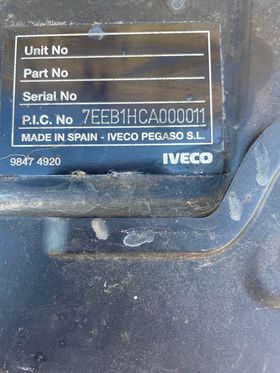 Unit No
Part No
Serial No
P.I.C. No 7EEB1HCA000011
MADE IN SPAIN - IVECO PEGASO S.L.
9847 4920 IVECO